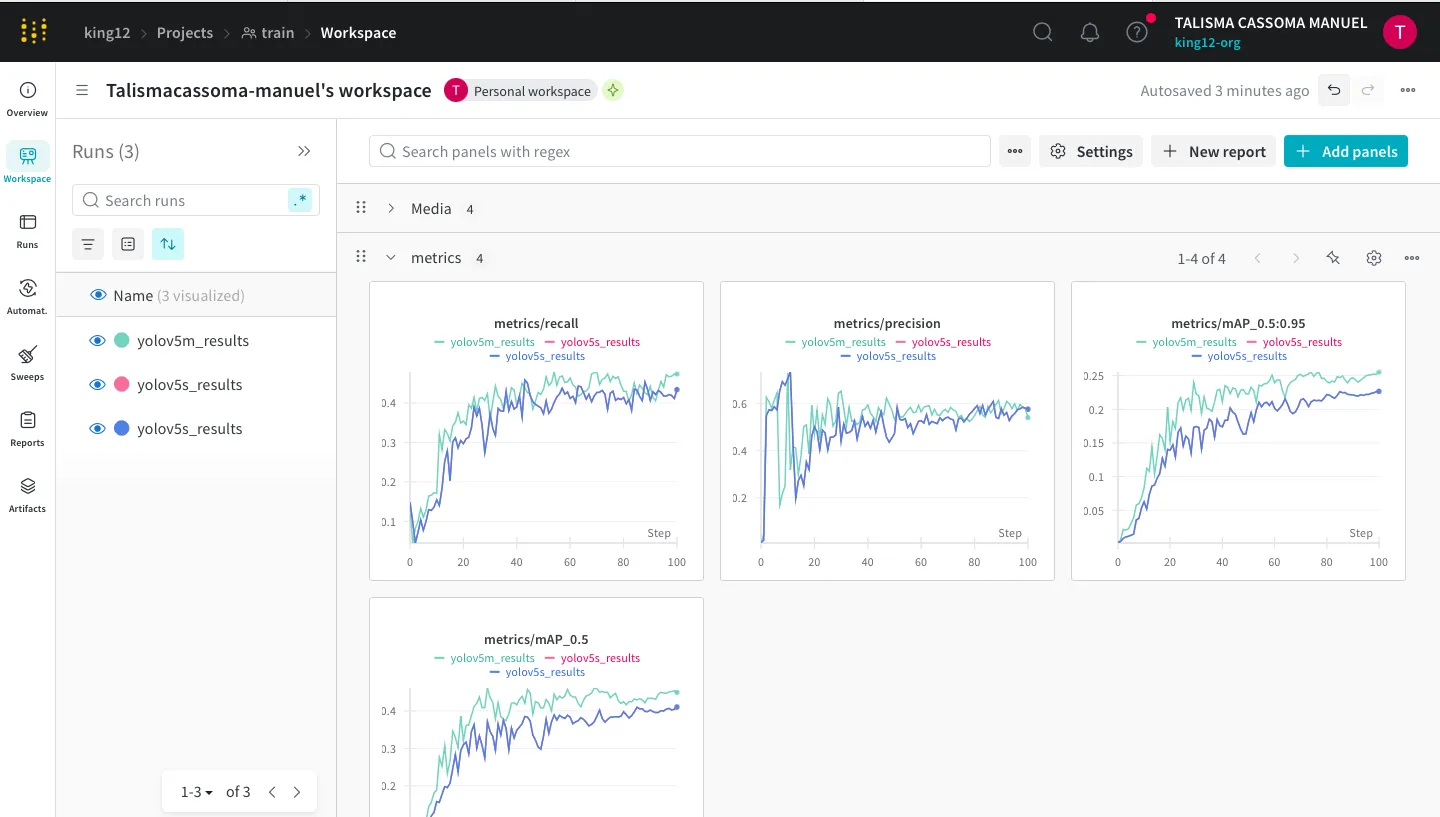 king12 > Projects > train > Workspace
TALISMA CASSOMA MANUEL
king12-org
T
Overview
Workspace
Runs
Automat.
Sweeps
Reports
Artifacts
Talismacassoma-manuel's workspace
T Personal workspace
Autosaved 3 minutes ago
Runs (3)
Search runs
.*
Name (3 visualized)
yolov5m_results
yolov5s_results
yolov5s_results
1-3 of 3
Search panels with regex
Settings
New report
Add panels
Media 4
metrics 4
1-4 of 4
metrics/recall
yolov5m_results yolov5s_results
yolov5s_results
0.4
0.3
0.2
0.1
Step
0 20 40 60 80 100
metrics/precision
yolov5m_results yolov5s_results
yolov5s_results
0.6
0.4
0.2
Step
0 20 40 60 80 100
metrics/mAP_0.5:0.95
yolov5m_results yolov5s_results
yolov5s_results
0.25
0.2
0.15
0.1
0.05
Step
0 20 40 60 80 100
metrics/mAP_0.5
yolov5m_results yolov5s_results
yolov5s_results
0.4
0.3
0.2